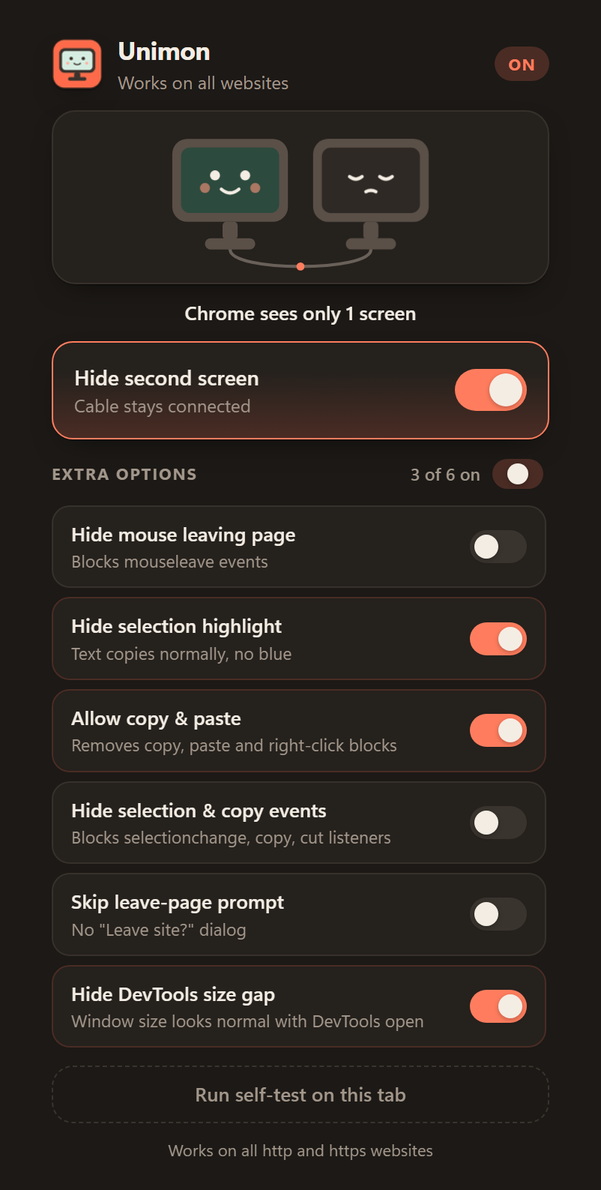 Unimon
Works on all websites
ON
Chrome sees only 1 screen
Hide second screen
Cable stays connected
EXTRA OPTIONS
3 of 6 on
Hide mouse leaving page
Blocks mouseleave events
Hide selection highlight
Text copies normally, no blue
Allow copy & paste
Removes copy, paste and right-click blocks
Hide selection & copy events
Blocks selectionchange, copy, cut listeners
Skip leave-page prompt
No "Leave site?" dialog
Hide DevTools size gap
Window size looks normal with DevTools open
Run self-test on this tab
Works on all http and https websites